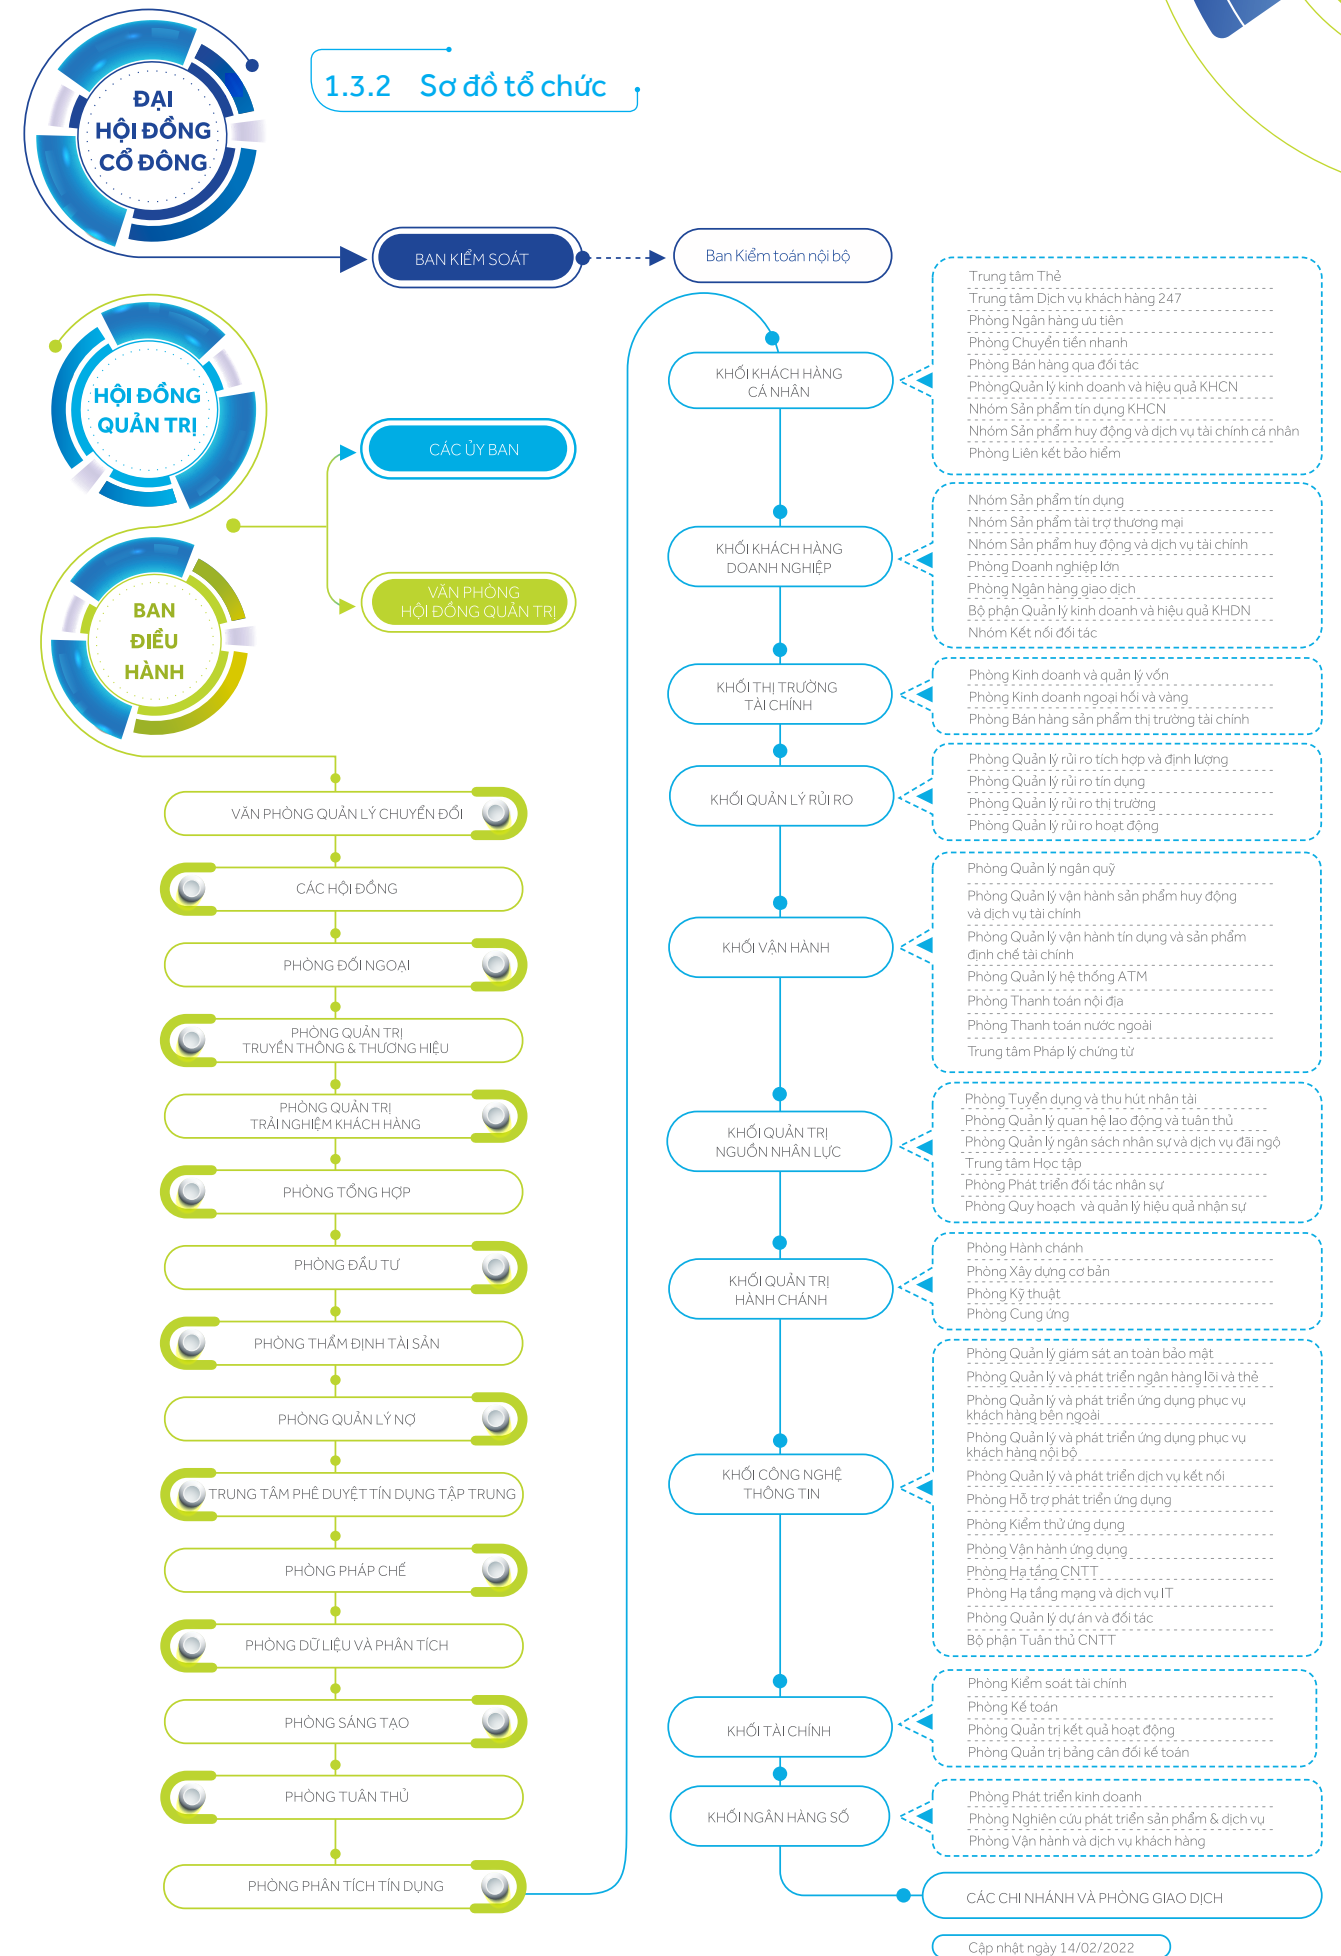 1.3.2 Sơ đồ tổ chức
ĐẠI
HỘI ĐỒNG
CỔ ĐÔNG
BAN KIỂM SOÁT
Ban Kiểm toán nội bộ
HỘI ĐỒNG
QUẢN TRỊ
CÁC ỦY BAN
VĂN PHÒNG
HỘI ĐỒNG QUẢN TRỊ
BAN
ĐIỀU
HÀNH
VĂN PHÒNG QUẢN LÝ CHUYỂN ĐỔI
CÁC HỘI ĐỒNG
PHÒNG ĐỐI NGOẠI
PHÒNG QUẢN TRỊ
TRUYỀN THÔNG & THƯƠNG HIỆU
PHÒNG QUẢN TRỊ
TRẢI NGHIỆM KHÁCH HÀNG
PHÒNG TỔNG HỢP
PHÒNG ĐẦU TƯ
PHÒNG THẨM ĐỊNH TÀI SẢN
PHÒNG QUẢN LÝ NỢ
TRUNG TÂM PHÊ DUYỆT TÍN DỤNG TẬP TRUNG
PHÒNG PHÁP CHẾ
PHÒNG DỮ LIỆU VÀ PHÂN TÍCH
PHÒNG SÁNG TẠO
PHÒNG TUÂN THỦ
PHÒNG PHÂN TÍCH TÍN DỤNG
KHỐI KHÁCH HÀNG
CÁ NHÂN
Trung tâm Thẻ
Trung tâm Dịch vụ khách hàng 247
Phòng Ngân hàng ưu tiên
Phòng Chuyển tiền nhanh
Phòng Bán hàng qua đối tác
PhòngQuản lý kinh doanh và hiệu quả KHCN
Nhóm Sản phẩm tín dụng KHCN
Nhóm Sản phẩm huy động và dịch vụ tài chính cá nhân
Phòng Liên kết bảo hiểm
KHỐI KHÁCH HÀNG
DOANH NGHIỆP
Nhóm Sản phẩm tín dụng
Nhóm Sản phẩm tài trợ thương mại
Nhóm Sản phẩm huy động và dịch vụ tài chính
Phòng Doanh nghiệp lớn
Phòng Ngân hàng giao dịch
Bộ phận Quản lý kinh doanh và hiệu quả KHDN
Nhóm Kết nối đối tác
KHỐI THỊ TRƯỜNG
TÀI CHÍNH
Phòng Kinh doanh và quản lý vốn
Phòng Kinh doanh ngoại hối và vàng
Phòng Bán hàng sản phẩm thị trường tài chính
KHỐI QUẢN LÝ RỦI RO
Phòng Quản lý rủi ro tích hợp và định lượng
Phòng Quản lý rủi ro tín dụng
Phòng Quản lý rủi ro thị trường
Phòng Quản lý rủi ro hoạt động
KHỐI VẬN HÀNH
Phòng Quản lý ngân quỹ
Phòng Quản lý vận hành sản phẩm huy động
và dịch vụ tài chính
Phòng Quản lý vận hành tín dụng và sản phẩm
định chế tài chính
Phòng Quản lý hệ thống ATM
Phòng Thanh toán nội địa
Phòng Thanh toán nước ngoài
Trung tâm Pháp lý chứng từ
KHỐI QUẢN TRỊ
NGUỒN NHÂN LỰC
Phòng Tuyển dụng và thu hút nhân tài
Phòng Quản lý quan hệ lao động và tuân thủ
Phòng Quản lý ngân sách nhân sự và dịch vụ đãi ngộ
Trung tâm Học tập
Phòng Phát triển đối tác nhân sự
Phòng Quy hoạch và quản lý hiệu quả nhận sự
KHỐI QUẢN TRỊ
HÀNH CHÁNH
Phòng Hành chánh
Phòng Xây dựng cơ bản
Phòng Kỹ thuật
Phòng Cung ứng
KHỐI CÔNG NGHỆ
THÔNG TIN
Phòng Quản lý giám sát an toàn bảo mật
Phòng Quản lý và phát triển ngân hàng lõi và thẻ
Phòng Quản lý và phát triển ứng dụng phục vụ
khách hàng bên ngoài
Phòng Quản lý và phát triển ứng dụng phục vụ
khách hàng nội bộ
Phòng Quản lý và phát triển dịch vụ kết nối
Phòng Hỗ trợ phát triển ứng dụng
Phòng Kiểm thử ứng dụng
Phòng Vận hành ứng dụng
Phòng Hạ tầng CNTT
Phòng Hạ tầng mạng và dịch vụ IT
Phòng Quản lý dự án và đối tác
Bộ phận Tuân thủ CNTT
KHỐI TÀI CHÍNH
Phòng Kiểm soát tài chính
Phòng Kế toán
Phòng Quản trị kết quả hoạt động
Phòng Quản trị bảng cân đối kế toán
KHỐI NGÂN HÀNG SỐ
Phòng Phát triển kinh doanh
Phòng Nghiên cứu phát triển sản phẩm & dịch vụ
Phòng Vận hành và dịch vụ khách hàng
CÁC CHI NHÁNH VÀ PHÒNG GIAO DỊCH
Cập nhật ngày 14/02/2022